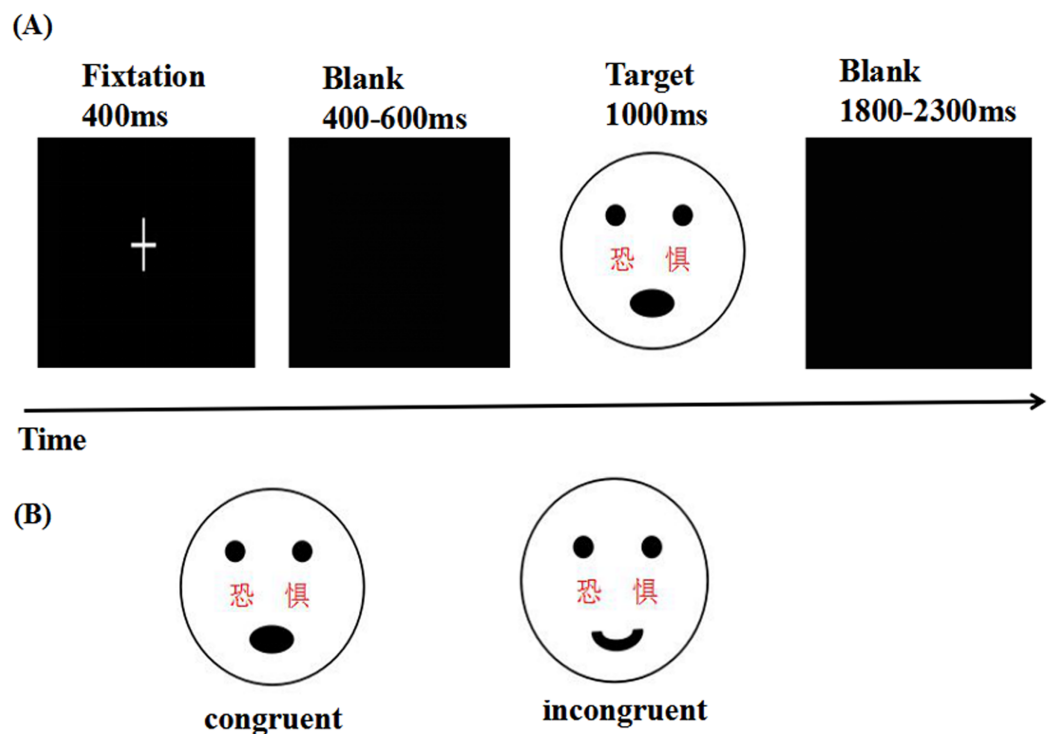 (A)
Fixtation
400ms
Blank
400-600ms
Target
1000ms
Blank
1800-2300ms
恐 惧
Time
(B)
恐 惧
congruent
恐 惧
incongruent